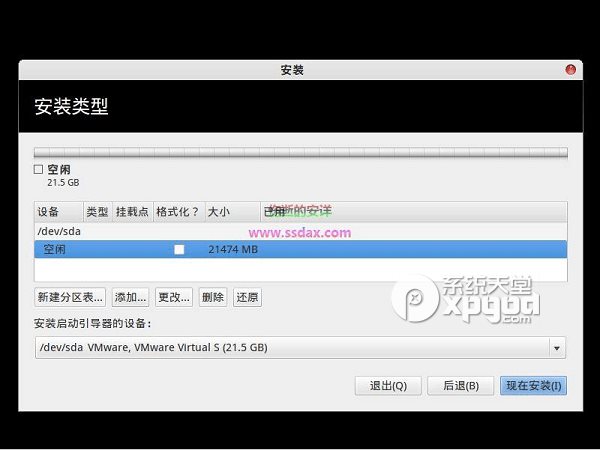 安装
安装类型
空闲
21.5 GB
设备 类型 挂载点 格式化？ 大小 已用
/dev/sda
www.ssdax.com
空闲 21474 MB
系统天堂
xpgod
.com
新建分区表... 添加... 更改... 删除 还原
安装启动引导器的设备：
/dev/sda VMware, VMware Virtual S (21.5 GB)
退出(Q) 后退(B) 现在安装(I)